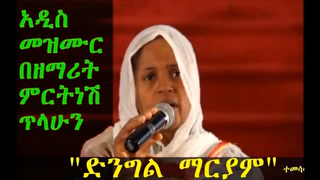 አዲስ
መዝሙር
በዘማሪት
ምርትነሽ
ጥላሁን
"ድንግል ማርያም"